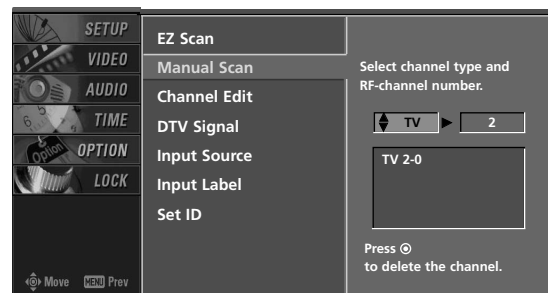 SETUP
VIDEO
AUDIO
TIME
OPTION
LOCK
Move MENU Prev
EZ Scan
Manual Scan
Channel Edit
DTV Signal
Input Source
Input Label
Set ID
Select channel type and
RF-channel number.
TV 2
TV 2-0
Press
to delete the channel.